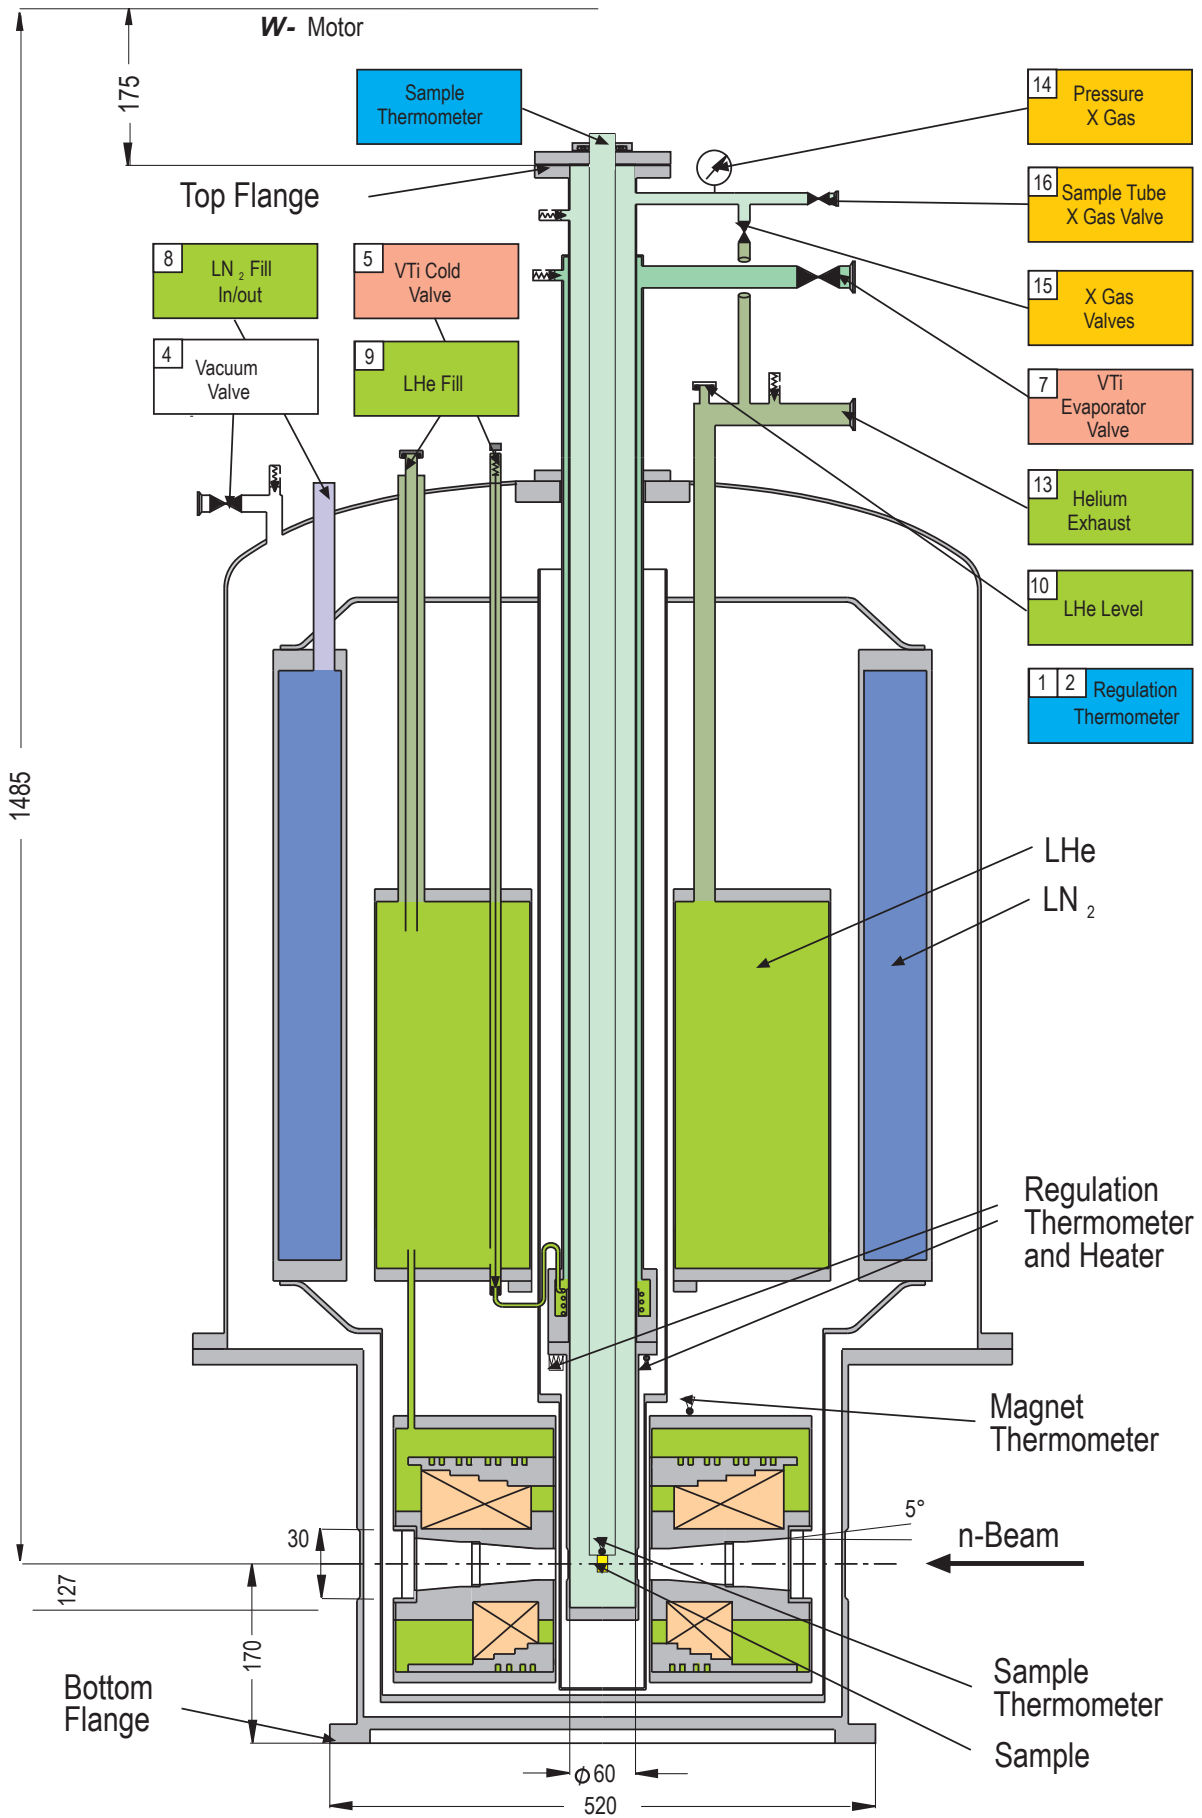 W- Motor
175
Sample
Thermometer
14
Pressure
X Gas
Top Flange
16
Sample Tube
X Gas Valve
8
LN 2 Fill
In/out
5
VTi Cold
Valve
15
X Gas
Valves
4
Vacuum
Valve
9
LHe Fill
7
VTi
Evaporator
Valve
13
Helium
Exhaust
10
LHe Level
1
2
Regulation
Thermometer
1485
LHe
LN 2
Regulation
Thermometer
and Heater
Magnet
Thermometer
5°
30
n-Beam
127
170
Bottom
Flange
Sample
Thermometer
Sample
ϕ 60
520